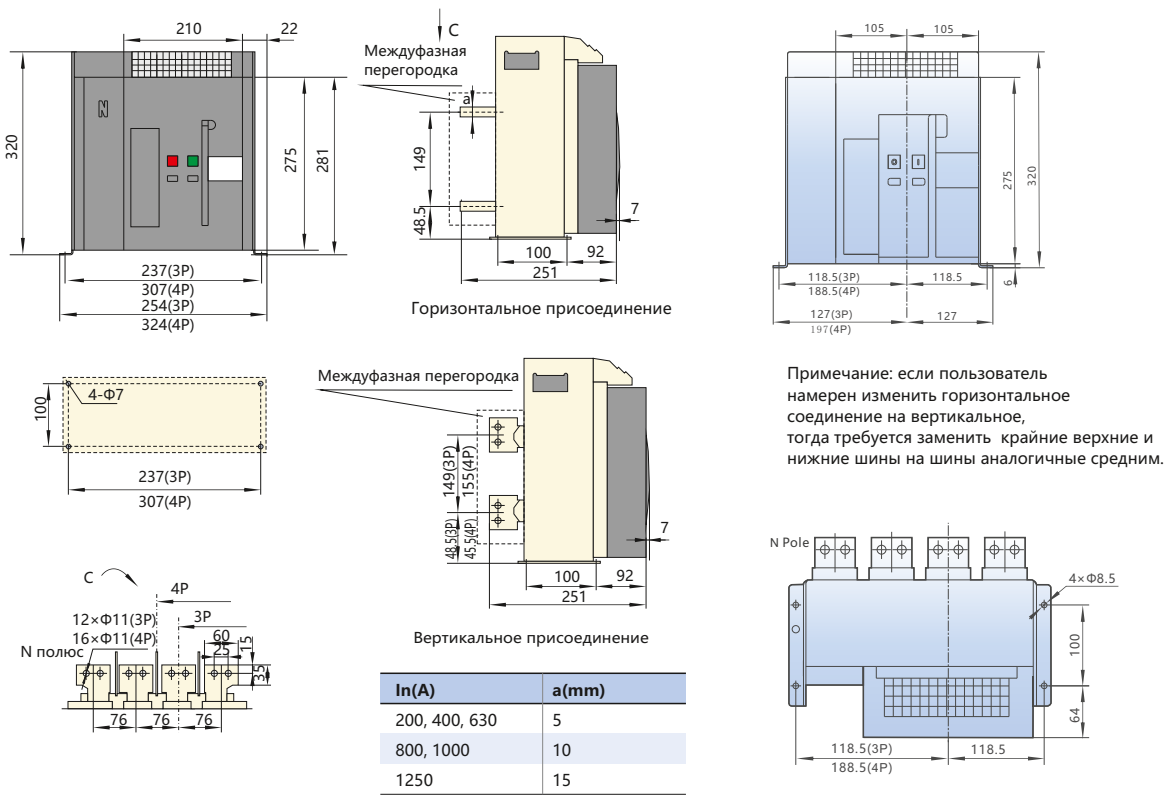 210
22
320
275
281
237(3P)
307(4P)
254(3P)
324(4P)
C
Междуфазная
перегородка
a
149
48.5
7
100
92
251
Горизонтальное присоединение
105
105
275
320
118.5(3P)
118.5
188.5(4P)
6
127(3P)
127
197(4P)
4-Ф7
100
237(3P)
307(4P)
Междуфазная перегородка
149(3P)
155(4P)
48.5(3P)
45.5(4P)
7
100
92
251
Вертикальное присоединение
Примечание: если пользователь
намерен изменить горизонтальное
соединение на вертикальное,
тогда требуется заменить крайние верхние и
нижние шины на шины аналогичные средним.
C
4P
12×Φ11(3P)
3P
16×Φ11(4P)
60
15
N полюс
25
35
76
76
76
In(A) a(mm)
200, 400, 630 5
800, 1000 10
1250 15
N Pole
4×Φ8.5
100
64
118.5(3P)
118.5
188.5(4P)